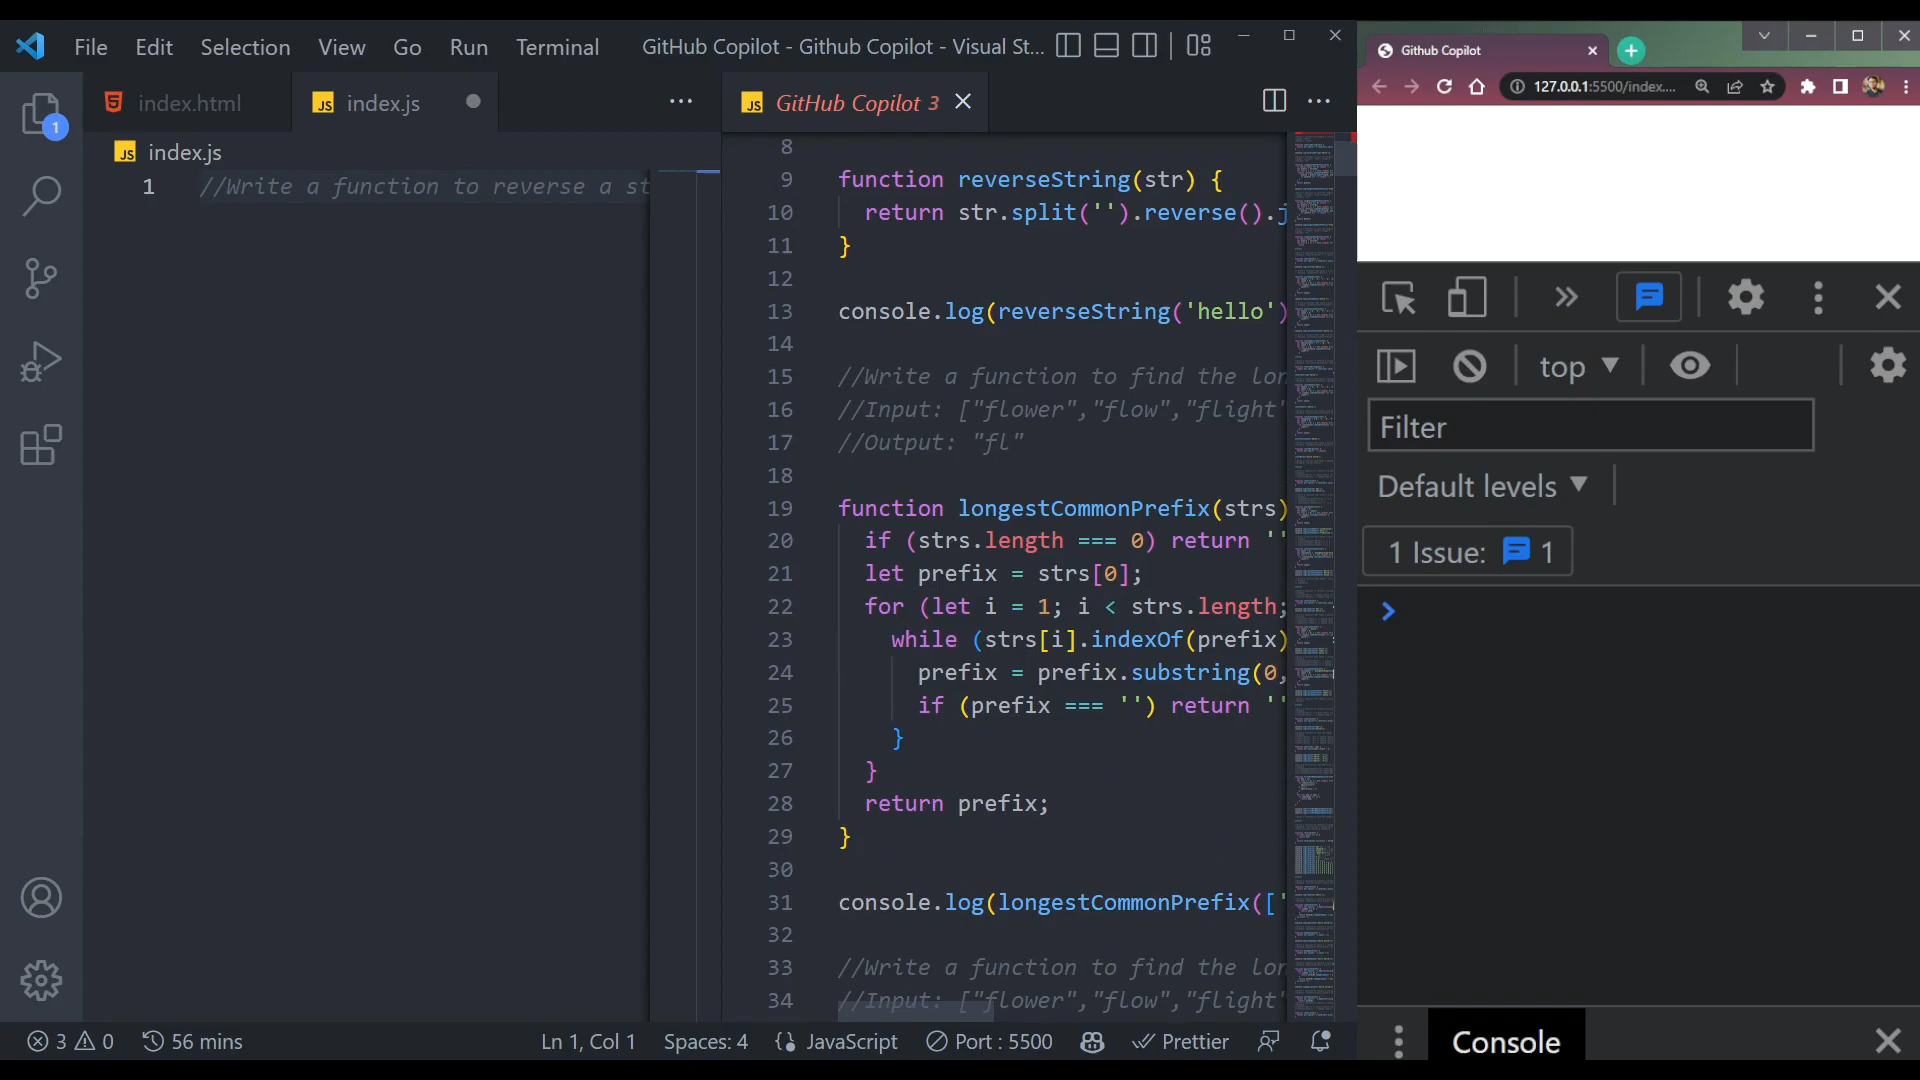 File Edit Selection View Go Run Terminal
GitHub Copilot - Github Copilot - Visual St...
index.html
JS index.js
JS GitHub Copilot 3
JS index.js
1
1 //Write a function to reverse a st
8
9 function reverseString(str) {
10 return str.split('').reverse().j
11 }
12
13 console.log(reverseString('hello')
14
15 //Write a function to find the lon
16 //Input: ["flower","flow","flight"
17 //Output: "fl"
18
19 function longestCommonPrefix(strs)
20 if (strs.length === 0) return ''
21 let prefix = strs[0];
22 for (let i = 1; i < strs.length;
23 while (strs[i].indexOf(prefix)
24 prefix = prefix.substring(0,
25 if (prefix === '') return ''
26 }
27 }
28 return prefix;
29 }
30
31 console.log(longestCommonPrefix(['
32
33 //Write a function to find the lon
34 //Input: ["flower","flow","flight"
3 0 56 mins
Ln 1, Col 1 Spaces: 4 {} JavaScript Port : 5500 Prettier
Github Copilot
127.0.0.1:5500/index....
top
Filter
Default levels
1 Issue: 1
Console